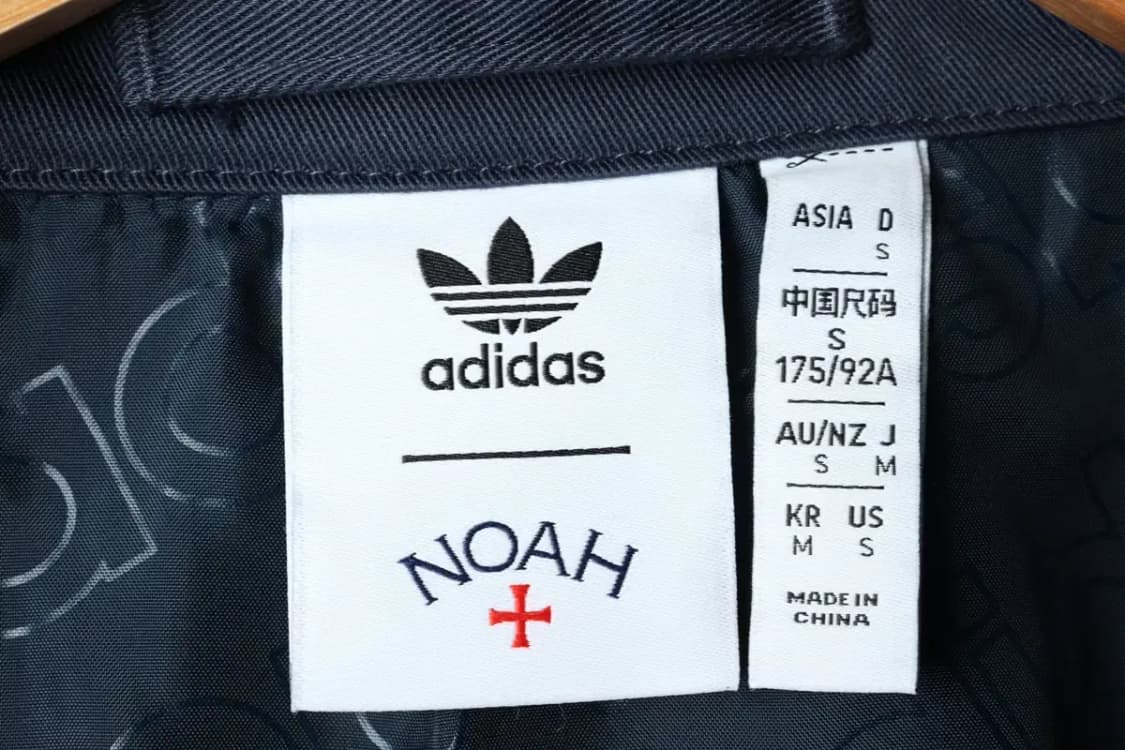 adidas
NOAH
ASIA D
S
中国尺码
S
175/92A
AU/NZ J
S M
KR US
M S
MADE IN
CHINA